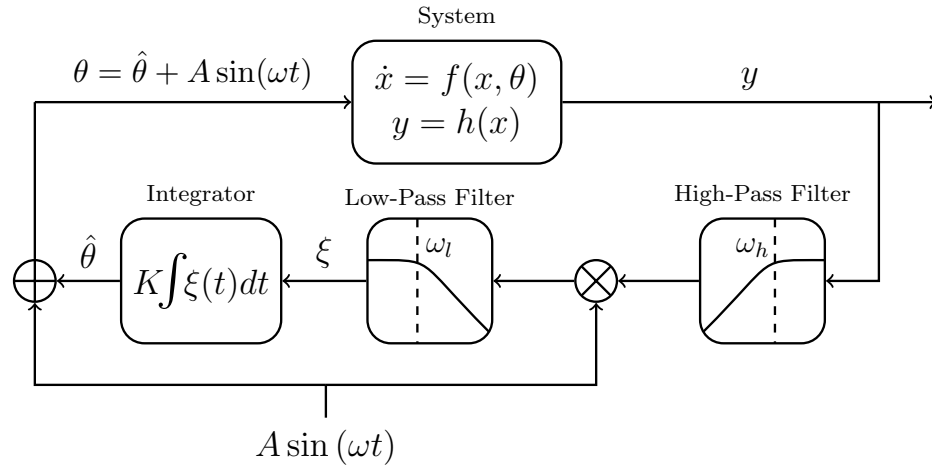 System
θ = θ̂ + A sin(ωt)
ẋ = f(x, θ)
y = h(x)
y
Integrator
Low-Pass Filter
High-Pass Filter
θ̂
K∫ξ(t)dt
ξ
ω_l
ω_h
A sin (ωt)